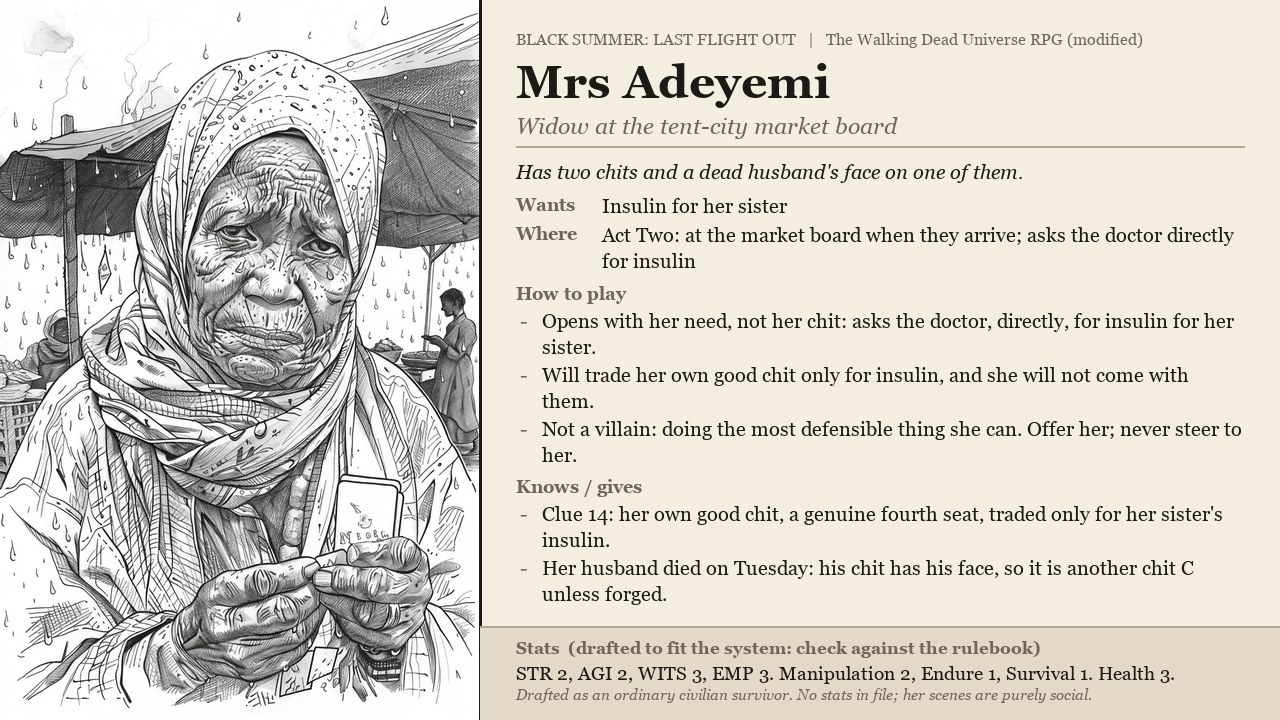 BLACK SUMMER: LAST FLIGHT OUT | The Walking Dead Universe RPG (modified)
Mrs Adeyemi
Widow at the tent-city market board
Has two chits and a dead husband's face on one of them.
Wants Insulin for her sister
Where Act Two: at the market board when they arrive; asks the doctor directly
for insulin
How to play
- Opens with her need, not her chit: asks the doctor, directly, for insulin for her
sister.
- Will trade her own good chit only for insulin, and she will not come with
them.
- Not a villain: doing the most defensible thing she can. Offer her; never steer to
her.
Knows / gives
- Clue 14: her own good chit, a genuine fourth seat, traded only for her sister's
insulin.
- Her husband died on Tuesday: his chit has his face, so it is another chit C
unless forged.
Stats (drafted to fit the system: check against the rulebook)
STR 2, AGI 2, WITS 3, EMP 3. Manipulation 2, Endure 1, Survival 1. Health 3.
Drafted as an ordinary civilian survivor. No stats in file; her scenes are purely social.